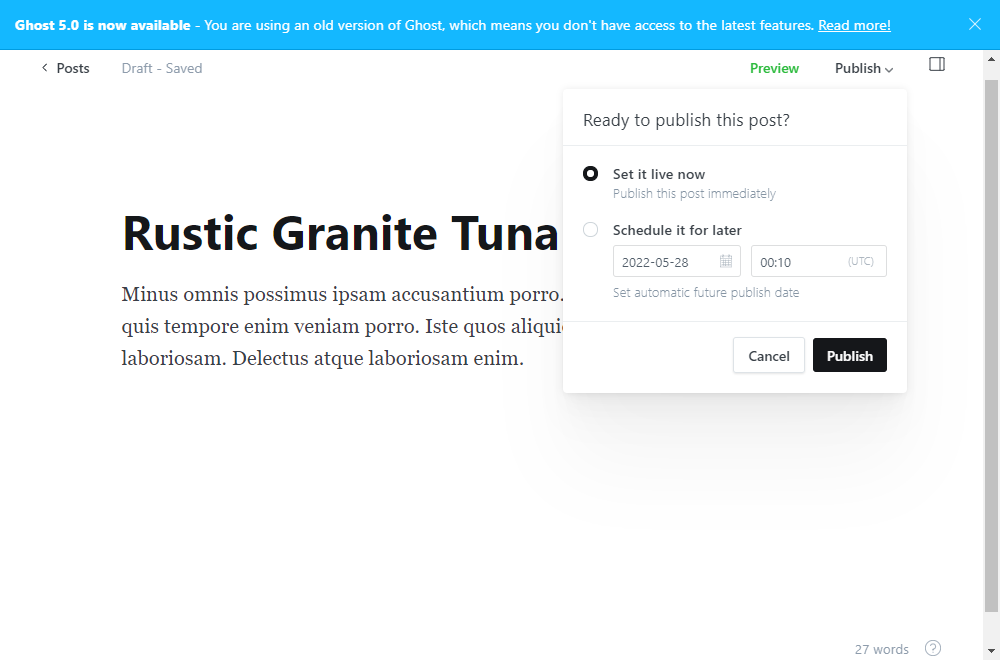 Ghost 5.0 is now available - You are using an old version of Ghost, which means you don't have access to the latest features. Read more!
Posts
Draft - Saved
Preview
Publish
Ready to publish this post?
Set it live now
Publish this post immediately
Schedule it for later
2022-05-28
00:10
(UTC)
Set automatic future publish date
Cancel
Publish
Rustic Granite Tuna
Minus omnis possimus ipsam accusantium porro.
quis tempore enim veniam porro. Iste quos
laboriosam. Delectus atque laboriosam enim.
27 words
?